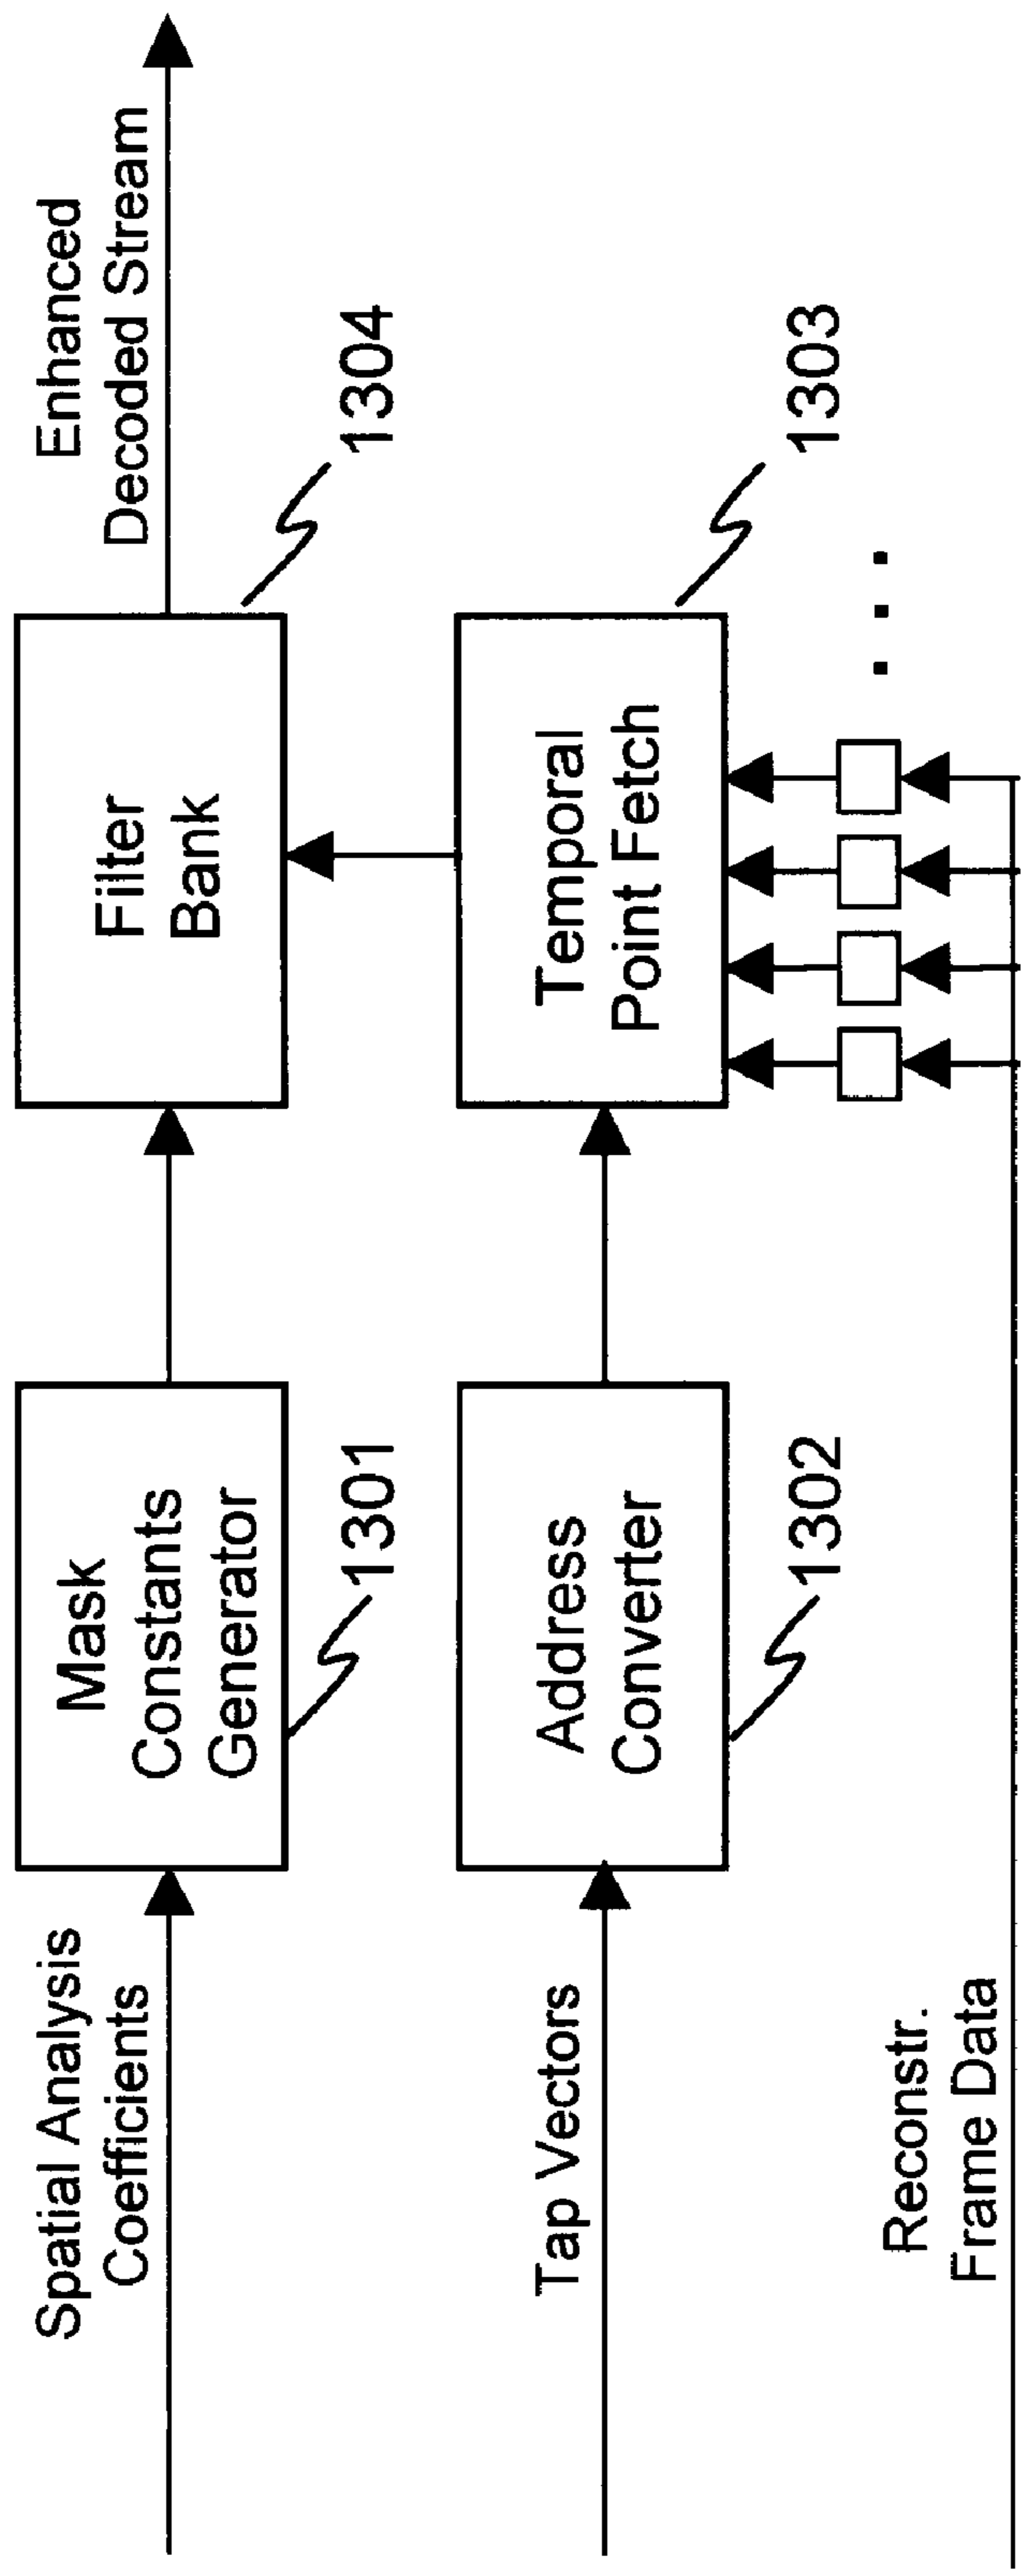 Spatial Analysis
Coefficients
Mask
Constants
Generator
1301
Filter
Bank
1304
Enhanced
Decoded Stream
Tap Vectors
Address
Converter
1302
Temporal
Point Fetch
1303
Reconstr.
Frame Data
. . .